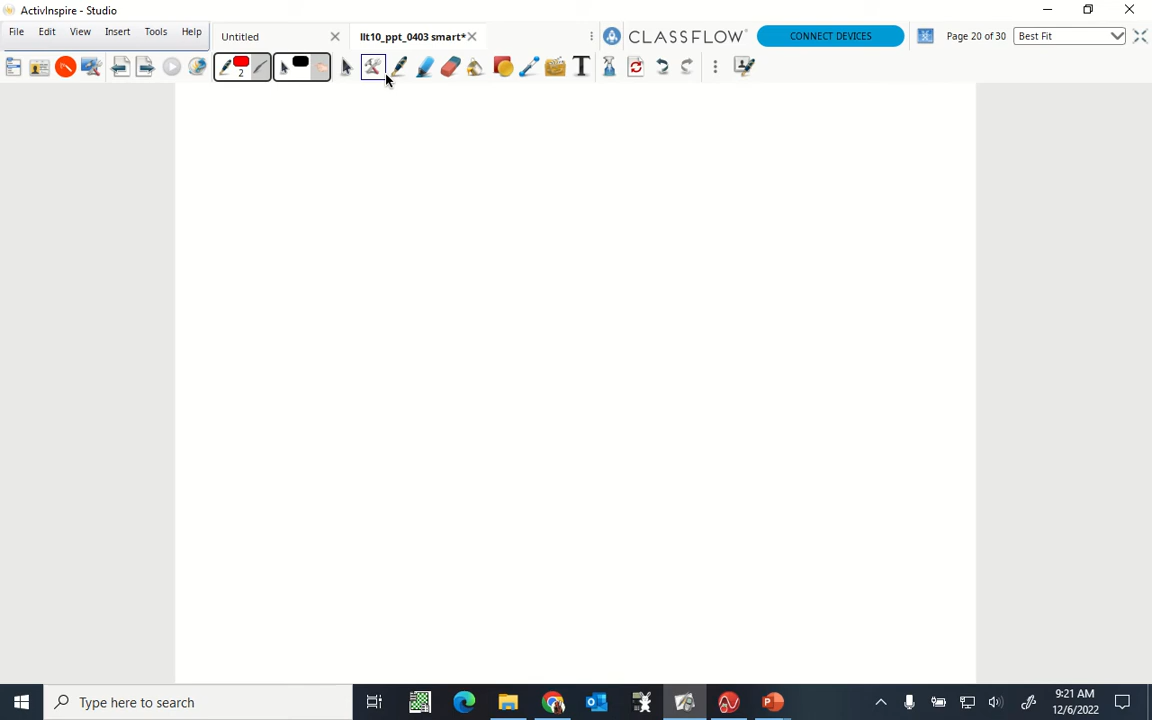 ActivInspire - Studio
File Edit View Insert Tools Help
Untitled
llt10_ppt_0403 smart*
CLASSFLOW
CONNECT DEVICES
Page 20 of 30
Best Fit
2
T
Type here to search
9:21 AM
12/6/2022